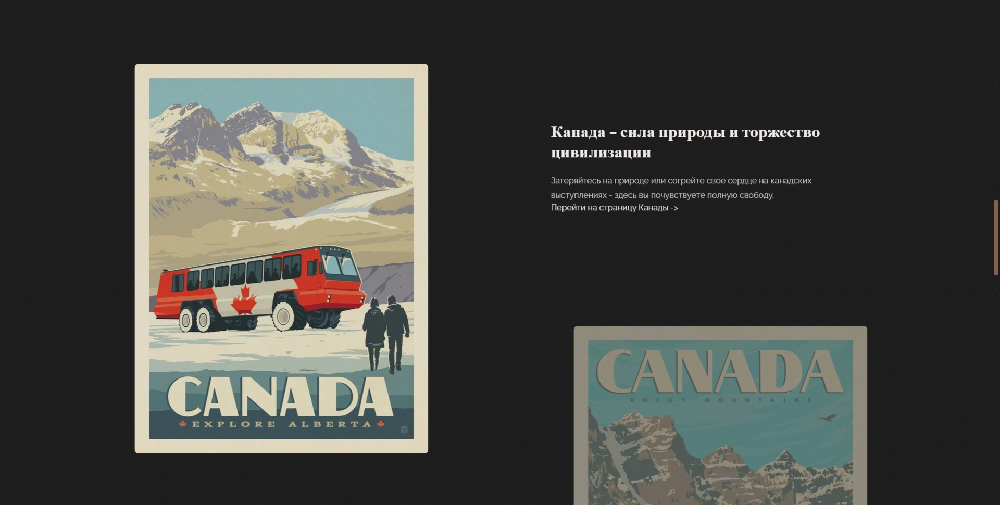 Канада – сила природы и торжество
цивилизации
Затеряйтесь на природе или согрейте свое сердце на канадских
выступлениях - здесь вы почувствуете полную свободу.
Перейти на страницу Канады ->
CANADA
EXPLORE ALBERTA
CANADA
ROCKY MOUNTAINS